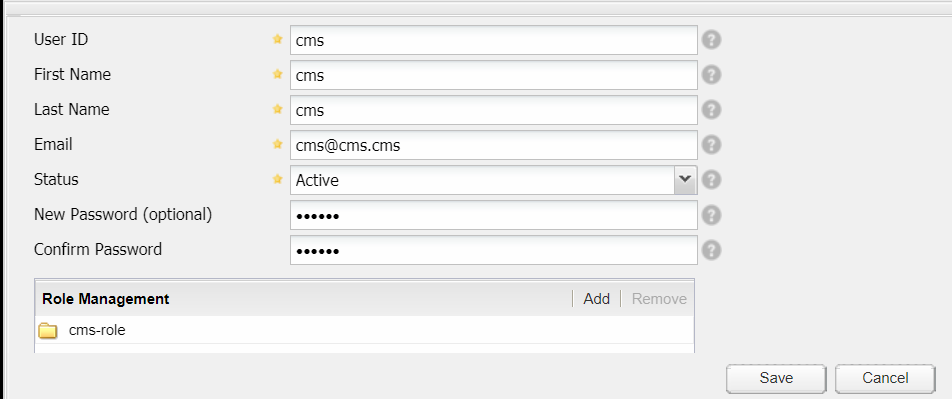 User ID cms
First Name cms
Last Name cms
Email cms@cms.cms
Status Active
New Password (optional) ••••••
Confirm Password ••••••
Role Management Add Remove
cms-role
Save Cancel